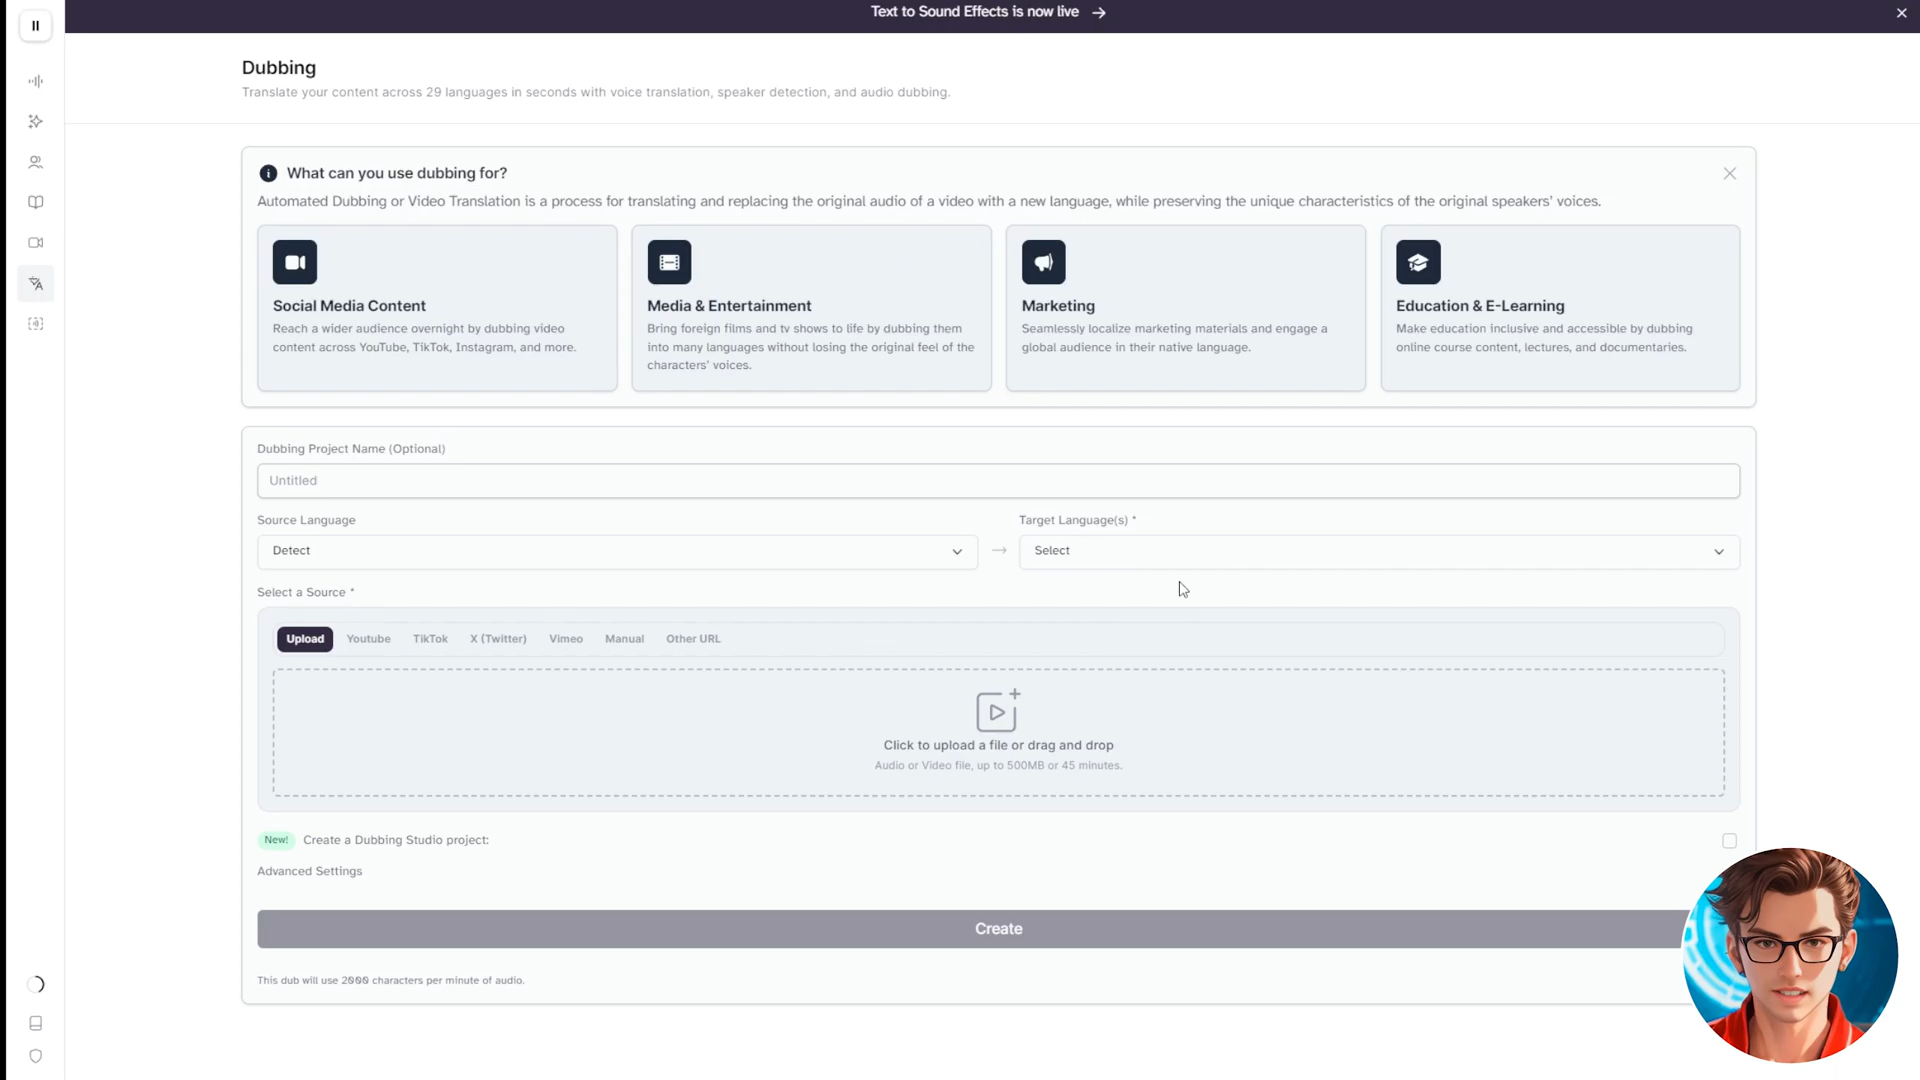 Text to Sound Effects is now live →
Dubbing
Translate your content across 29 languages in seconds with voice translation, speaker detection, and audio dubbing.
What can you use dubbing for?
Automated Dubbing or Video Translation is a process for translating and replacing the original audio of a video with a new language, while preserving the unique characteristics of the original speakers' voices.
Social Media Content
Reach a wider audience overnight by dubbing video
content across YouTube, TikTok, Instagram, and more.
Media & Entertainment
Bring foreign films and tv shows to life by dubbing them
into many languages without losing the original feel of the
characters' voices.
Marketing
Seamlessly localize marketing materials and engage a
global audience in their native language.
Education & E-Learning
Make education inclusive and accessible by dubbing
online course content, lectures, and documentaries.
Dubbing Project Name (Optional)
Untitled
Source Language
Detect
→
Target Language(s) *
Select
Select a Source *
Upload Youtube TikTok X (Twitter) Vimeo Manual Other URL
Click to upload a file or drag and drop
Audio or Video file, up to 500MB or 45 minutes.
New! Create a Dubbing Studio project:
Advanced Settings
Create
This dub will use 2000 characters per minute of audio.